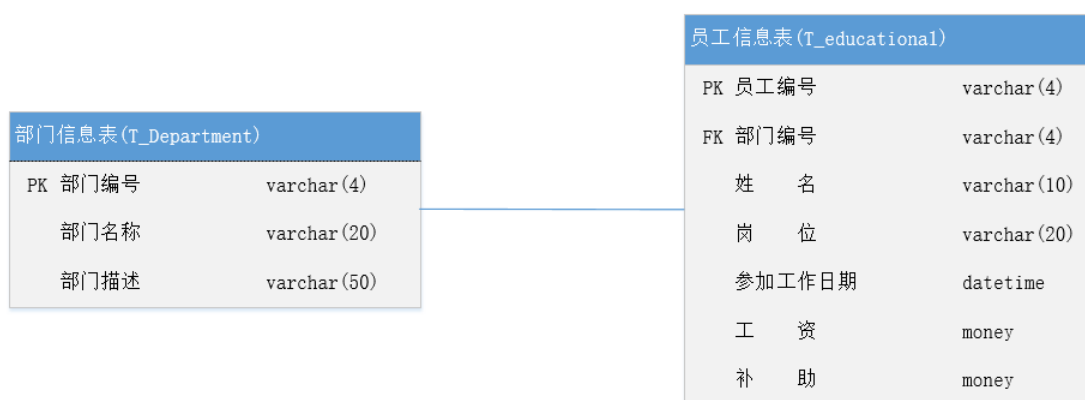 部门信息表(T_Department)
PK 部门编号 varchar(4)
部门名称 varchar(20)
部门描述 varchar(50)
员工信息表(T_educational)
PK 员工编号 varchar(4)
FK 部门编号 varchar(4)
姓 名 varchar(10)
岗 位 varchar(20)
参加工作日期 datetime
工 资 money
补 助 money